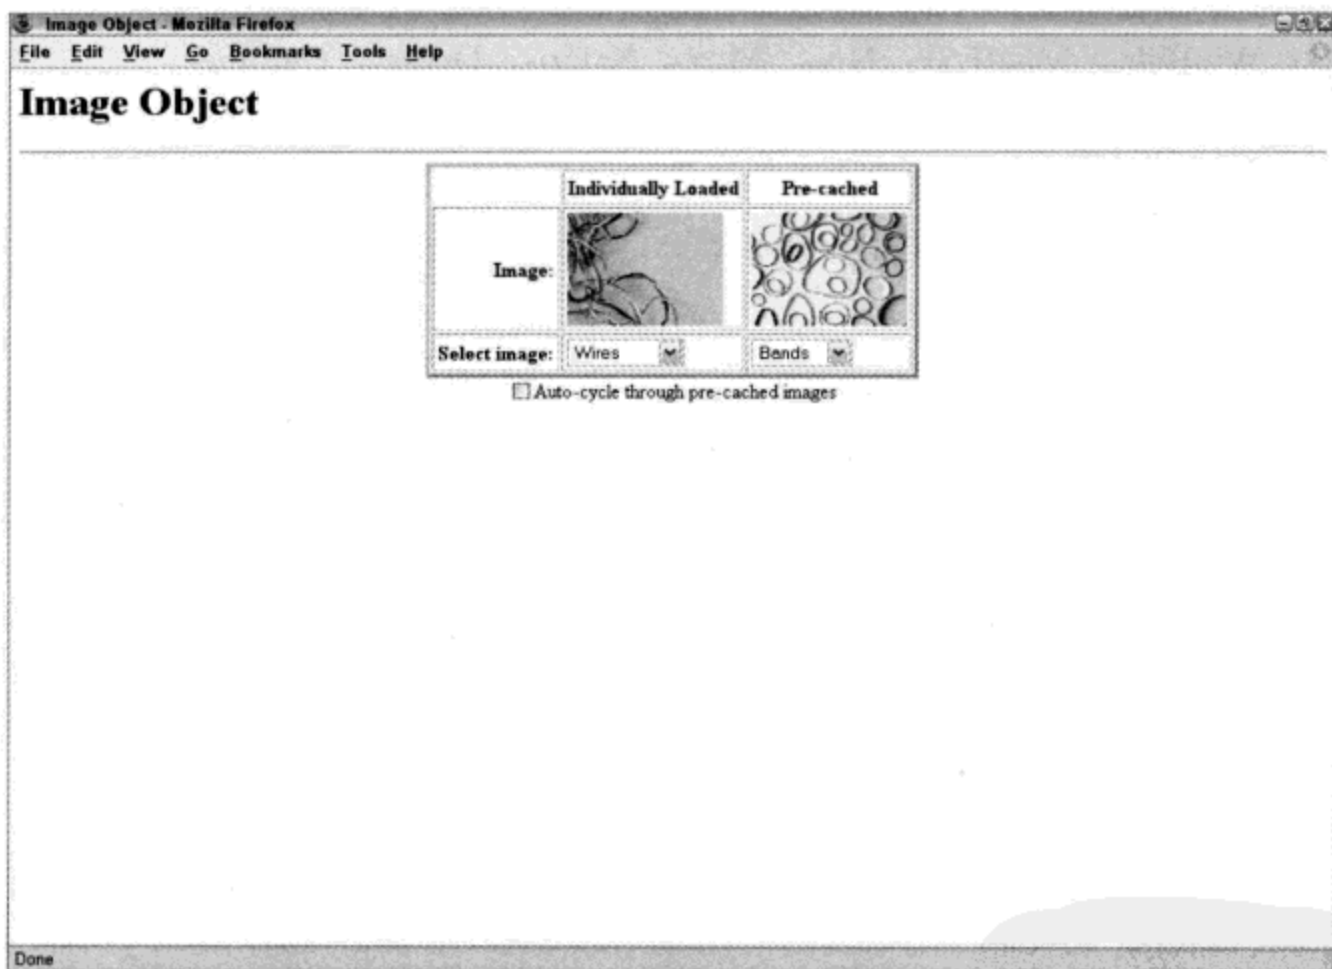 Image Object - Mozilla Firefox
File Edit View Go Bookmarks Tools Help
Image Object
Individually Loaded Pre-cached
Image:
Select image: Wires Bands
Auto-cycle through pre-cached images
Done